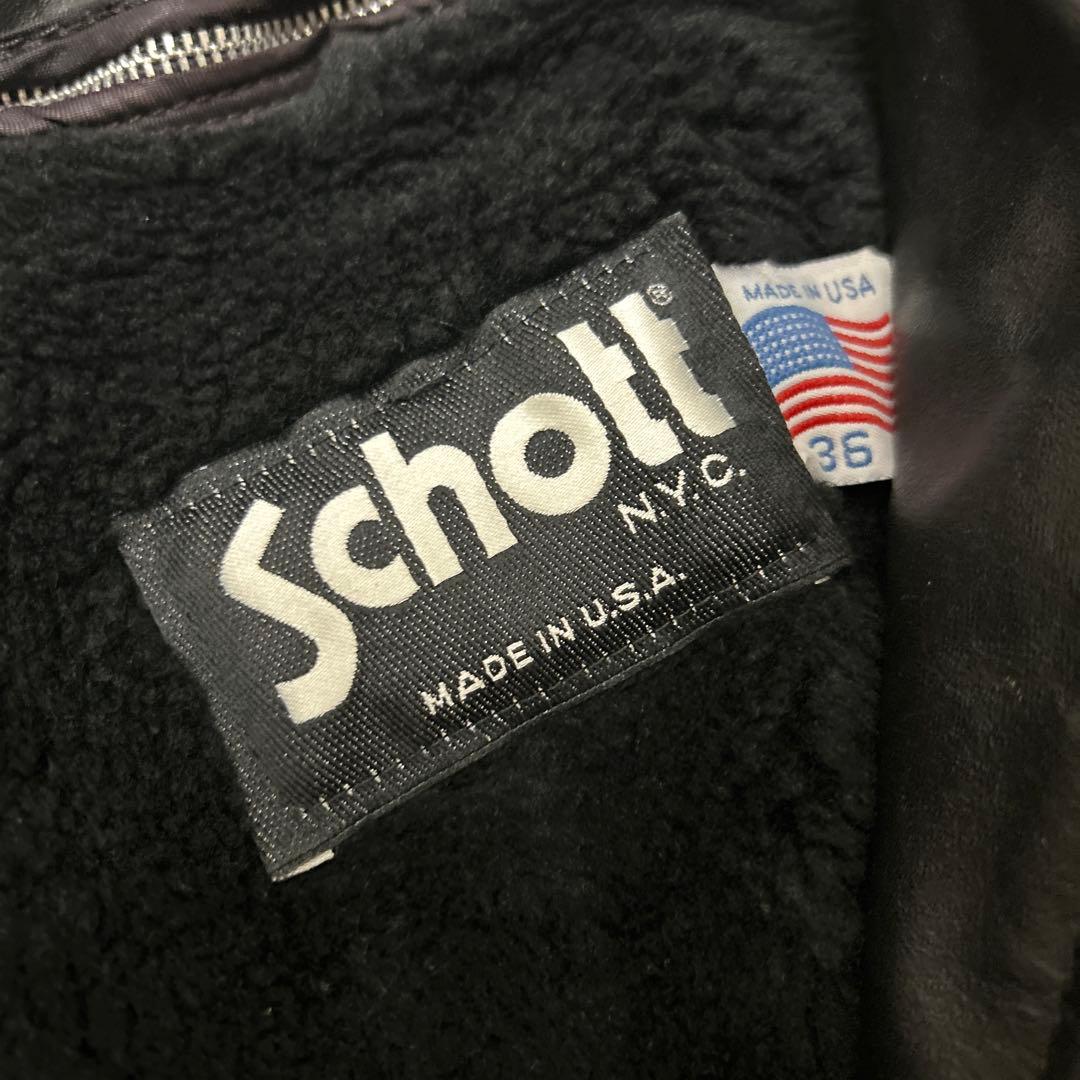 Schott®
N.Y.C.
MADE IN U.S.A.
MADE IN USA
36